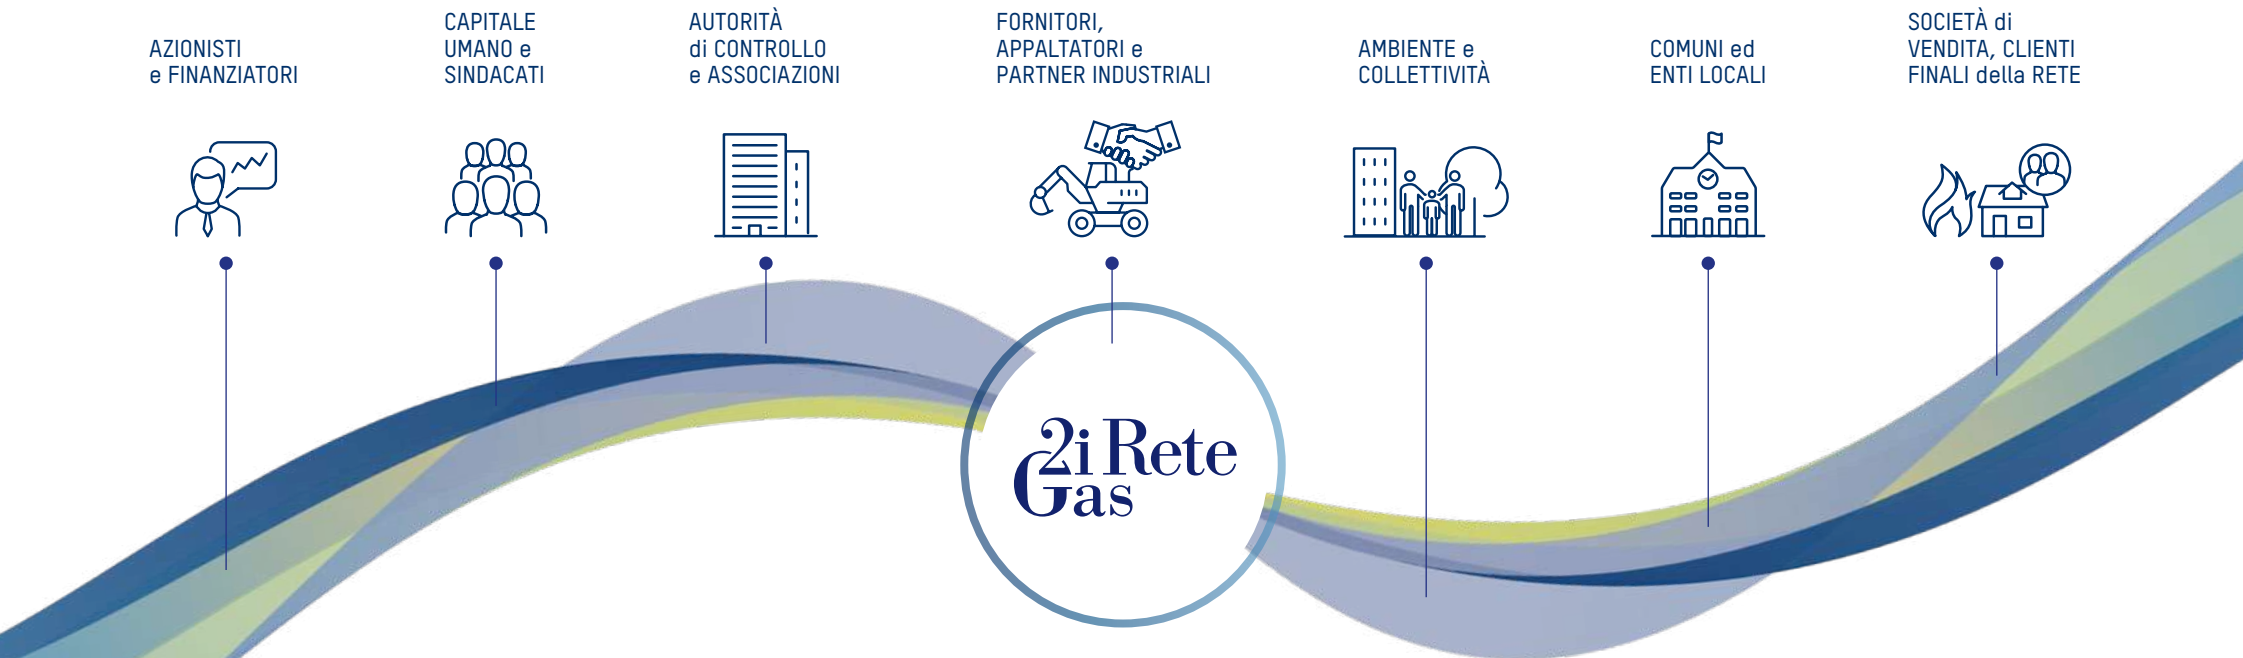 AZIONISTI
e FINANZIATORI
CAPITALE
UMANO e
SINDACATI
AUTORITÀ
di CONTROLLO
e ASSOCIAZIONI
FORNITORI,
APPALTATORI e
PARTNER INDUSTRIALI
AMBIENTE e
COLLETTIVITÀ
COMUNI ed
ENTI LOCALI
SOCIETÀ di
VENDITA, CLIENTI
FINALI della RETE
2i Rete
Gas